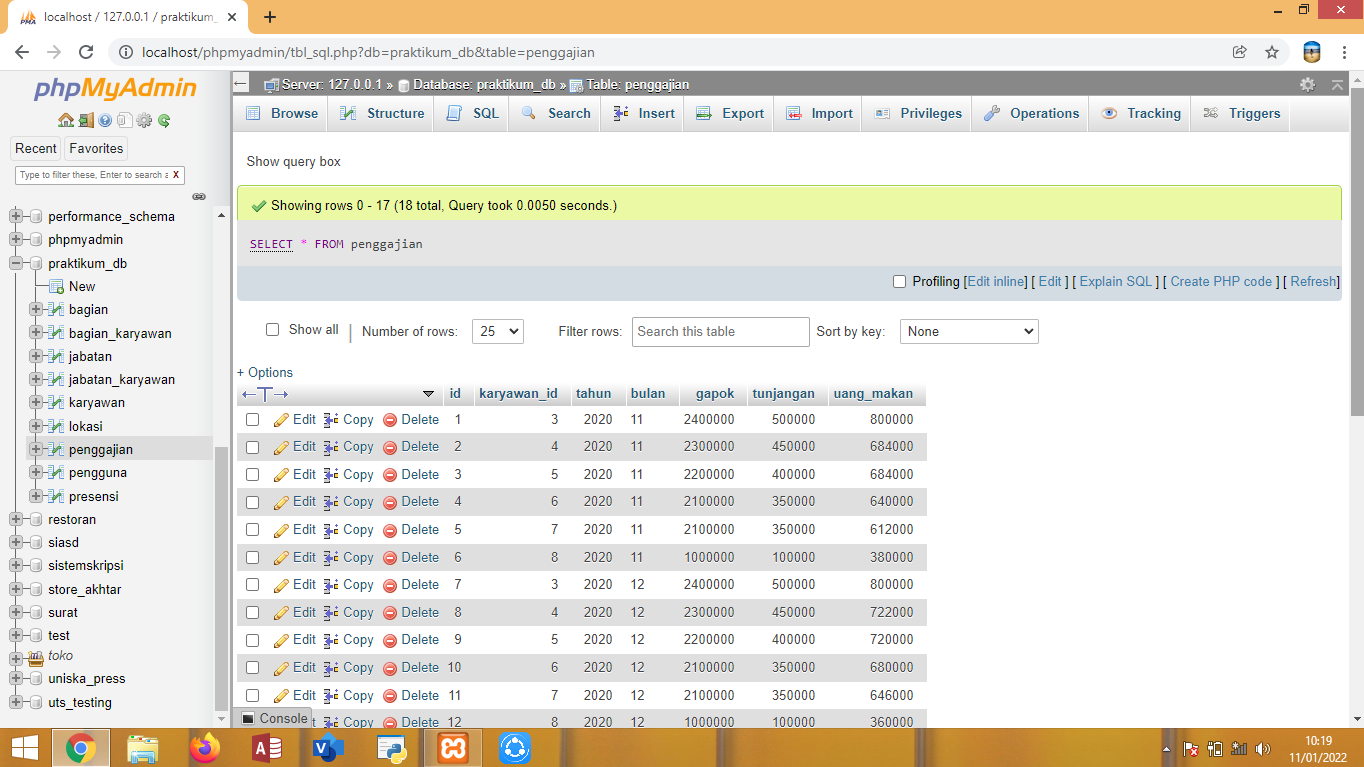 localhost / 127.0.0.1 / praktikum_
localhost/phpmyadmin/tbl_sql.php?db=praktikum_db&table=penggajian
phpMyAdmin
Recent Favorites
Type to filter these, Enter to search a X
performance_schema
phpmyadmin
praktikum_db
New
bagian
bagian_karyawan
jabatan
jabatan_karyawan
karyawan
lokasi
penggajian
pengguna
presensi
restoran
siasd
sistemskripsi
store_akhtar
surat
test
toko
uniska_press
uts_testing
Server: 127.0.0.1 » Database: praktikum_db » Table: penggajian
Browse Structure SQL Search Insert Export Import Privileges Operations Tracking Triggers
Show query box
Showing rows 0 - 17 (18 total, Query took 0.0050 seconds.)
SELECT * FROM penggajian
Profiling [Edit inline] [ Edit ] [ Explain SQL ] [ Create PHP code ] [ Refresh]
Show all | Number of rows: 25 Filter rows: Search this table Sort by key: None
+ Options
←T→ id karyawan_id tahun bulan gapok tunjangan uang_makan
Edit Copy Delete 1 3 2020 11 2400000 500000 800000
Edit Copy Delete 2 4 2020 11 2300000 450000 684000
Edit Copy Delete 3 5 2020 11 2200000 400000 684000
Edit Copy Delete 4 6 2020 11 2100000 350000 640000
Edit Copy Delete 5 7 2020 11 2100000 350000 612000
Edit Copy Delete 6 8 2020 11 1000000 100000 380000
Edit Copy Delete 7 3 2020 12 2400000 500000 800000
Edit Copy Delete 8 4 2020 12 2300000 450000 722000
Edit Copy Delete 9 5 2020 12 2200000 400000 720000
Edit Copy Delete 10 6 2020 12 2100000 350000 680000
Edit Copy Delete 11 7 2020 12 2100000 350000 646000
Copy Delete 12 8 2020 12 1000000 100000 360000
Console
10:19
11/01/2022